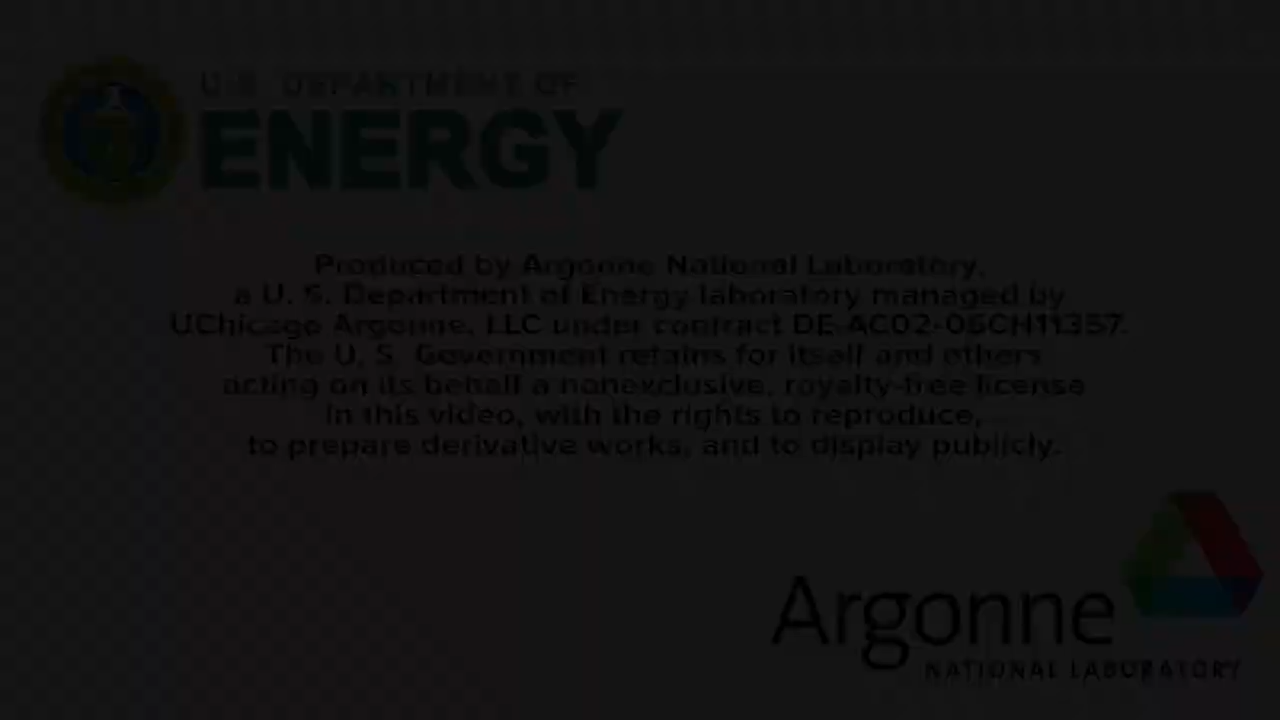 U.S. DEPARTMENT OF
ENERGY
Produced by Argonne National Laboratory,
a U. S. Department of Energy laboratory managed by
UChicago Argonne, LLC under contract DE-AC02-06CH11357.
The U. S. Government retains for itself and others
acting on its behalf a nonexclusive, royalty-free license
in this video, with the rights to reproduce,
to prepare derivative works, and to display publicly.
Argonne
NATIONAL LABORATORY